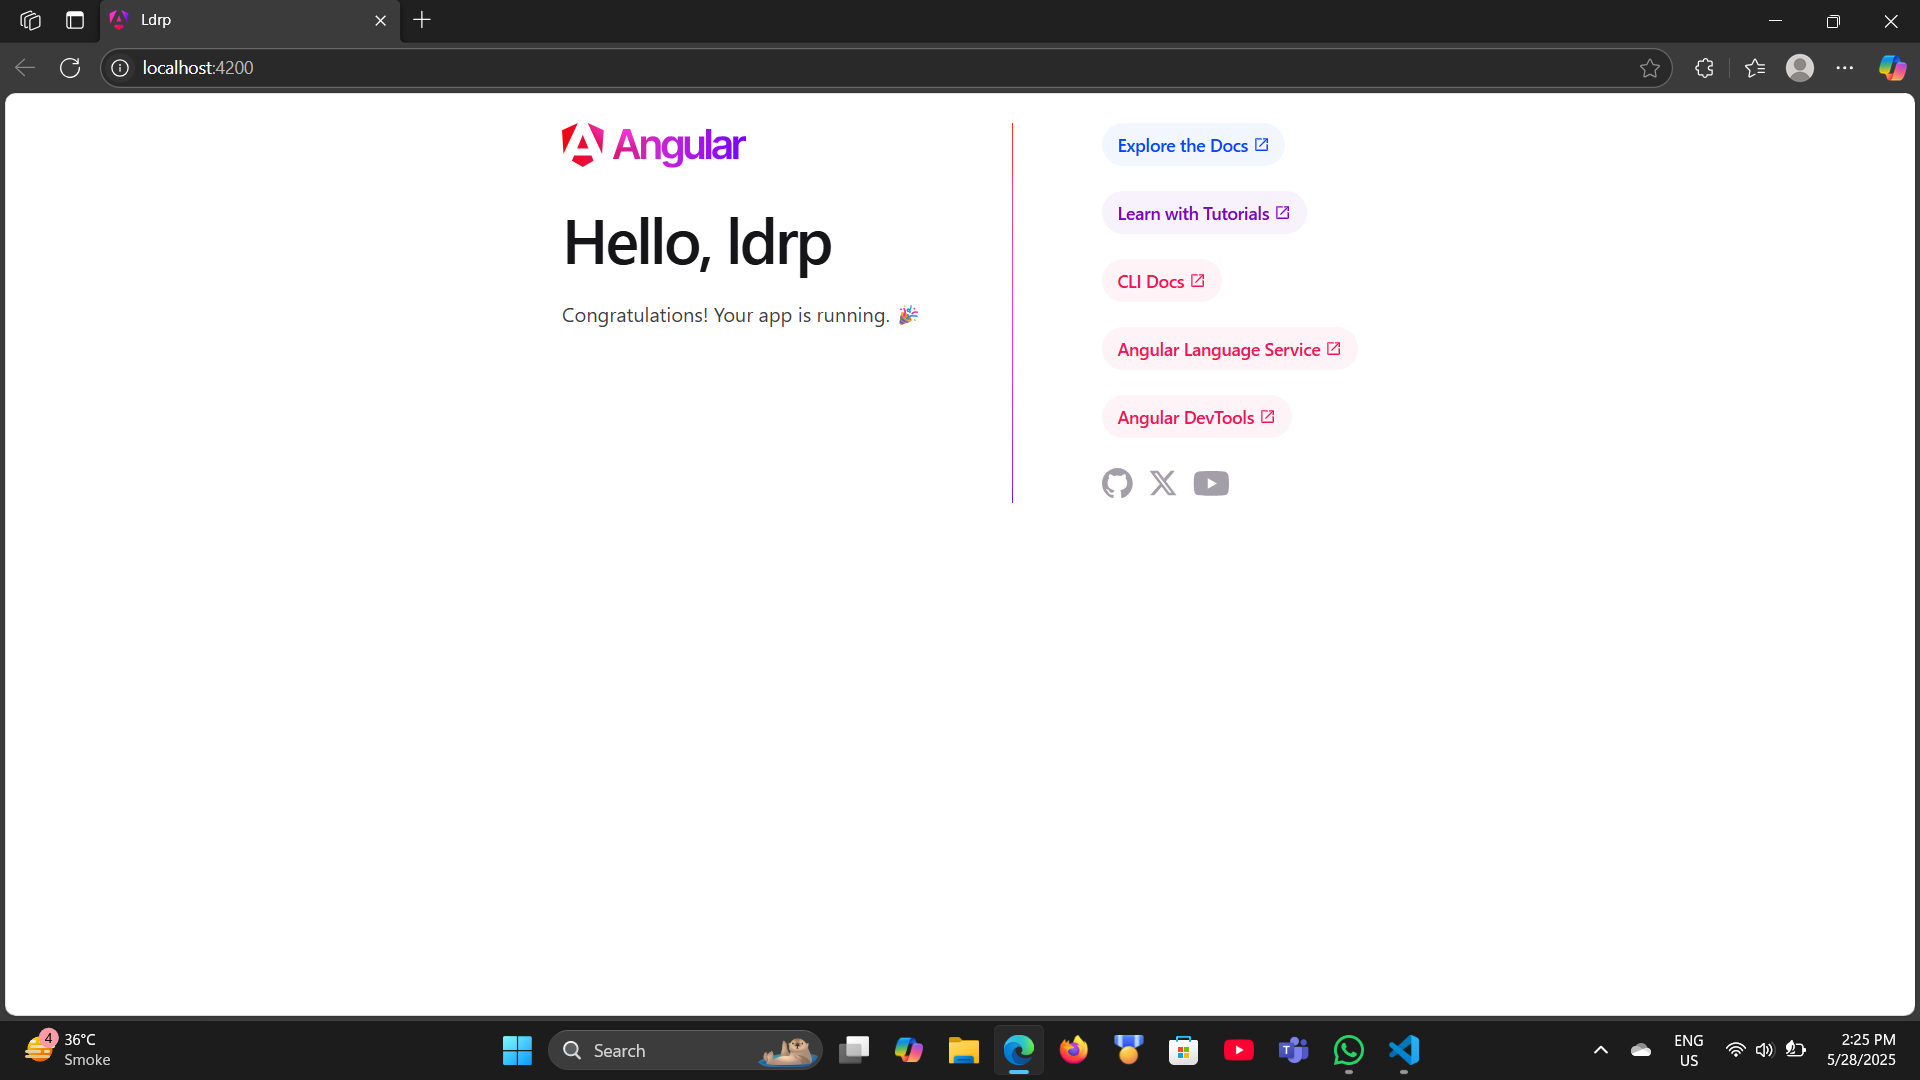 Ldrp
localhost:4200
Angular
Hello, ldrp
Congratulations! Your app is running. 🎉
Explore the Docs
Learn with Tutorials
CLI Docs
Angular Language Service
Angular DevTools
4
36°C
Smoke
Search
ENG
US
2:25 PM
5/28/2025